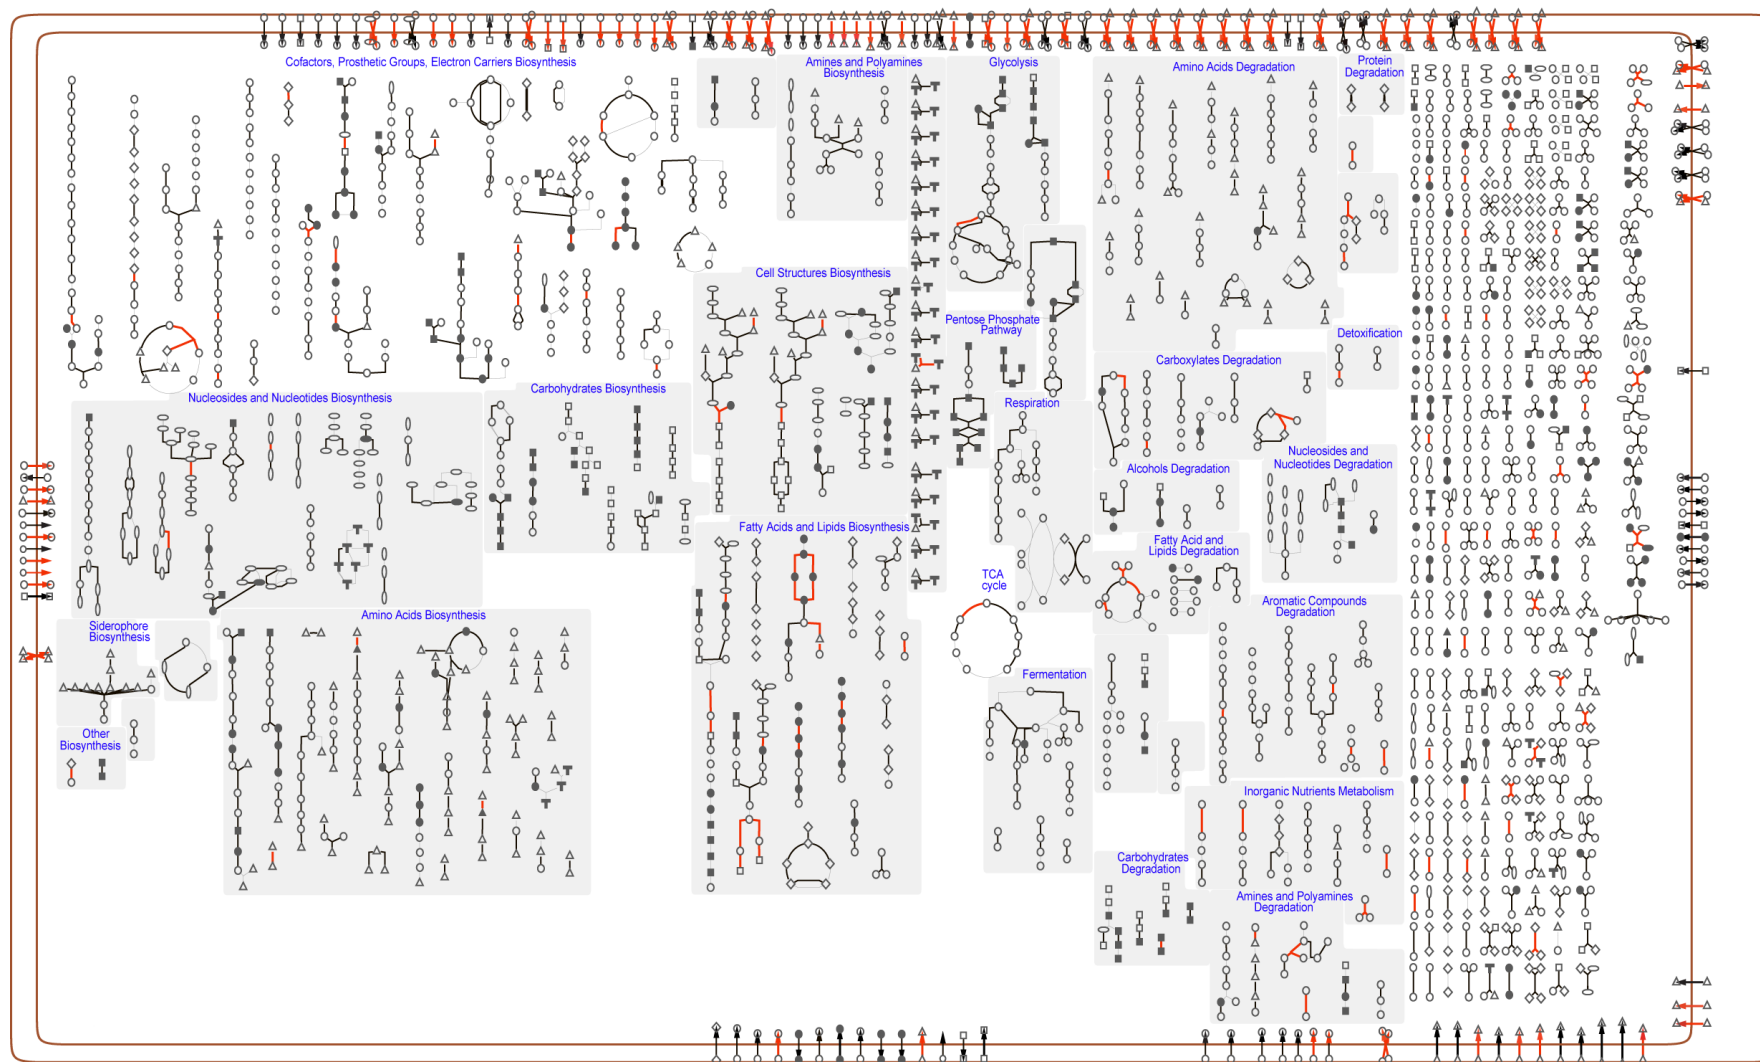 Cofactors, Prosthetic Groups, Electron Carriers Biosynthesis
Amines and Polyamines
Biosynthesis
Glycolysis
Amino Acids Degradation
Protein
Degradation
Cell Structures Biosynthesis
Pentose Phosphate
Pathway
Detoxification
Carboxylates Degradation
Nucleosides and Nucleotides Biosynthesis
Carbohydrates Biosynthesis
Respiration
Nucleosides and
Nucleotides Degradation
Alcohols Degradation
Fatty Acids and Lipids Biosynthesis
Fatty Acid and
Lipids Degradation
TCA
cycle
Aromatic Compounds
Degradation
Siderophore
Biosynthesis
Amino Acids Biosynthesis
Fermentation
Other
Biosynthesis
Inorganic Nutrients Metabolism
Carbohydrates
Degradation
Amines and Polyamines
Degradation